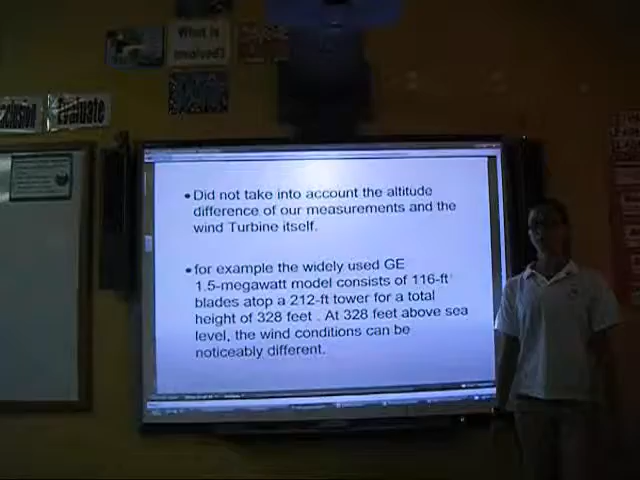 What is
involved?
clusion
Evaluate
•Did not take into account the altitude
difference of our measurements and the
wind Turbine itself.
•for example the widely used GE
1.5-megawatt model consists of 116-ft
blades atop a 212-ft tower for a total
height of 328 feet . At 328 feet above sea
level, the wind conditions can be
noticeably different.